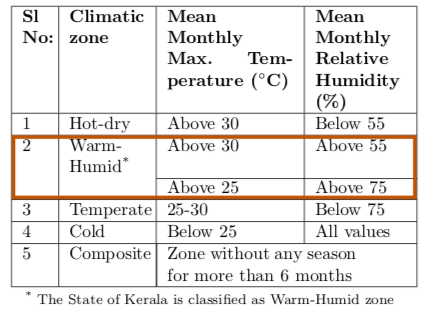 Sl No: Climatic zone Mean Monthly Max. Tem-perature (°C) Mean Monthly Relative Humidity (%)
1 Hot-dry Above 30 Below 55
2 Warm-Humid* Above 30 Above 55
Above 25 Above 75
3 Temperate 25-30 Below 75
4 Cold Below 25 All values
5 Composite Zone without any season
for more than 6 months
* The State of Kerala is classified as Warm-Humid zone